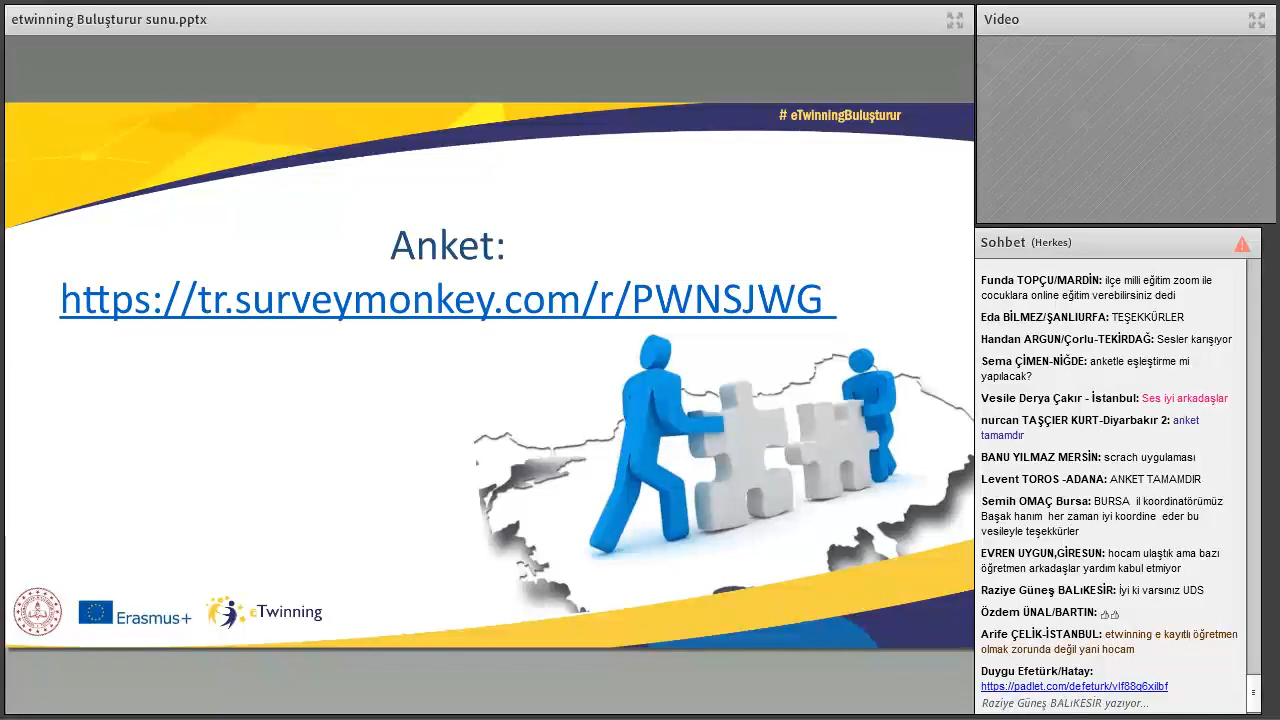 etwinning Buluşturur sunu.pptx
Video
# eTwinningBuluşturur
Anket:
https://tr.surveymonkey.com/r/PWNSJWG
Erasmus+
eTwinning
Sohbet (Herkes)
Funda TOPÇU/MARDİN: ilçe milli eğitim zoom ile
cocuklara online eğitim verebilirsiniz dedi
Eda BİLMEZ/ŞANLIURFA: TEŞEKKÜRLER
Handan ARGUN/Çorlu-TEKİRDAĞ: Sesler karışıyor
Sema ÇİMEN-NİĞDE: anketle eşleştirme mi
yapılacak?
Vesile Derya Çakır - İstanbul: Ses iyi arkadaşlar
nurcan TAŞÇIER KURT-Diyarbakır 2: anket
tamamdır
BANU YILMAZ MERSİN: scrach uygulaması
Levent TOROS -ADANA: ANKET TAMAMDIR
Semih OMAÇ Bursa: BURSA il koordinatörümüz
Başak hanım her zaman iyi koordine eder bu
vesileyle teşekkürler
EVREN UYGUN,GİRESUN: hocam ulaştık ama bazı
öğretmen arkadaşlar yardım kabul etmiyor
Raziye Güneş BALıKESİR: İyi ki varsınız UDS
Özdem ÜNAL/BARTIN:
Arife ÇELİK-İSTANBUL: etwinning e kayıtlı öğretmen
olmak zorunda değil yani hocam
Duygu Efetürk/Hatay:
https://padlet.com/defeturk/vlf88q6xilbf
Raziye Güneş BALıKESİR yazıyor...